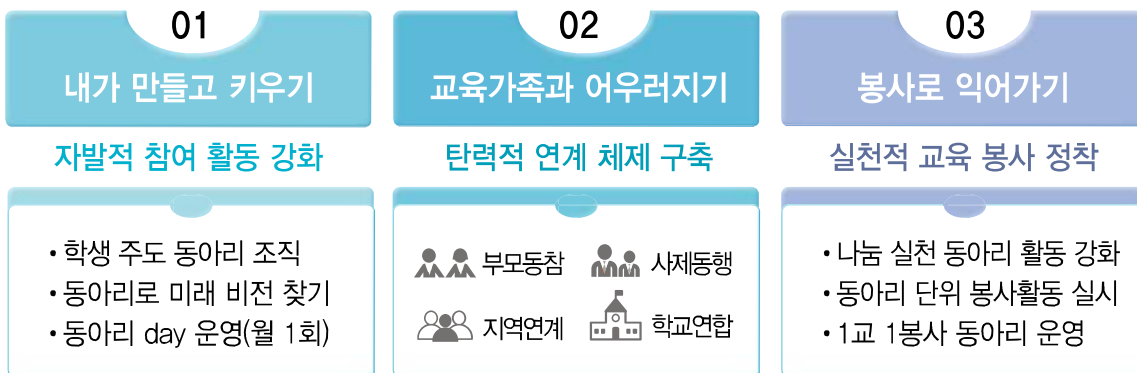 01
내가 만들고 키우기
자발적 참여 활동 강화
• 학생 주도 동아리 조직
• 동아리로 미래 비전 찾기
• 동아리 day 운영(월 1회)
02
교육가족과 어우러지기
탄력적 연계 체제 구축
부모동참
사제동행
지역연계
학교연합
03
봉사로 익어가기
실천적 교육 봉사 정착
• 나눔 실천 동아리 활동 강화
• 동아리 단위 봉사활동 실시
• 1교 1봉사 동아리 운영